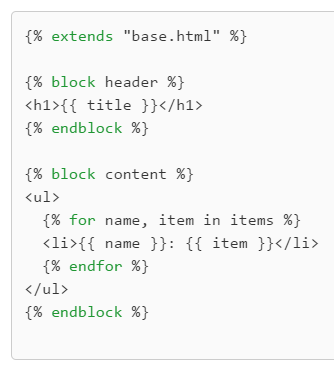 {% extends "base.html" %}
{% block header %}
<h1>{{ title }}</h1>
{% endblock %}
{% block content %}
<ul>
  {% for name, item in items %}
  <li>{{ name }}: {{ item }}</li>
  {% endfor %}
</ul>
{% endblock %}